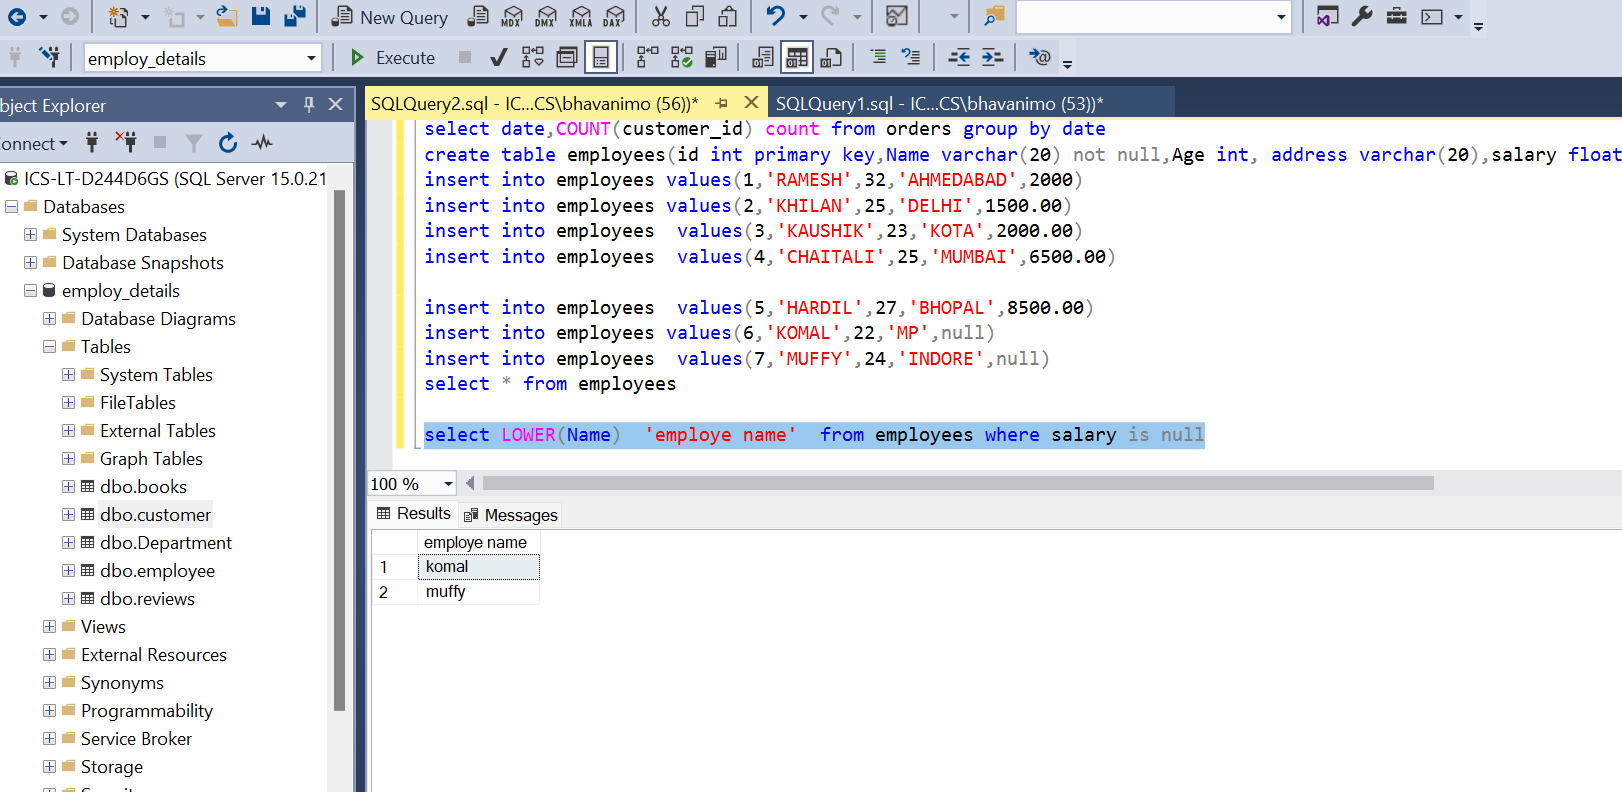 New Query
MDX
DMX
XMLA
DAX
employ_details
Execute
bject Explorer
onnect
ICS-LT-D244D6GS (SQL Server 15.0.21
Databases
System Databases
Database Snapshots
employ_details
Database Diagrams
Tables
System Tables
FileTables
External Tables
Graph Tables
dbo.books
dbo.customer
dbo.Department
dbo.employee
dbo.reviews
Views
External Resources
Synonyms
Programmability
Service Broker
Storage
SQLQuery2.sql - IC...CS\bhavanimo (56))*
SQLQuery1.sql - IC...CS\bhavanimo (53))*
select date,COUNT(customer_id) count from orders group by date
create table employees(id int primary key,Name varchar(20) not null,Age int, address varchar(20),salary float
insert into employees values(1,'RAMESH',32,'AHMEDABAD',2000)
insert into employees values(2,'KHILAN',25,'DELHI',1500.00)
insert into employees  values(3,'KAUSHIK',23,'KOTA',2000.00)
insert into employees  values(4,'CHAITALI',25,'MUMBAI',6500.00)
insert into employees  values(5,'HARDIL',27,'BHOPAL',8500.00)
insert into employees values(6,'KOMAL',22,'MP',null)
insert into employees  values(7,'MUFFY',24,'INDORE',null)
select * from employees
select LOWER(Name)  'employe name'  from employees where salary is null
100 %
Results
Messages
employe name
1 komal
2 muffy